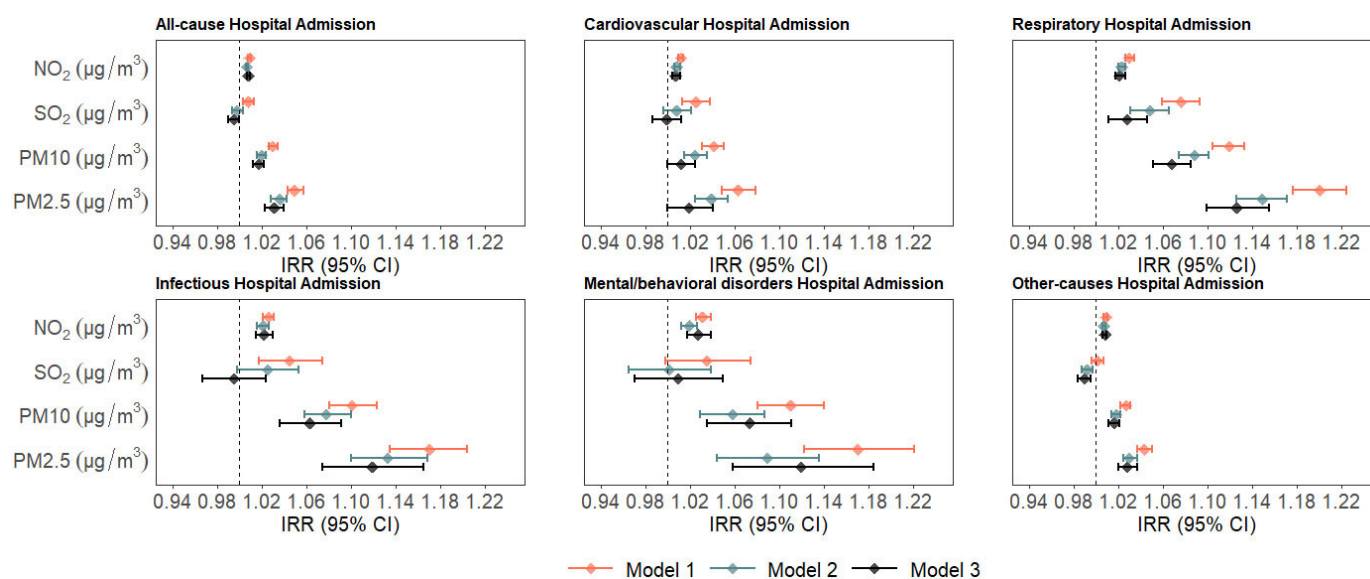 All-cause Hospital Admission
Cardiovascular Hospital Admission
Respiratory Hospital Admission
NO₂ (µg/m³)
SO₂ (µg/m³)
PM10 (µg/m³)
PM2.5 (µg/m³)
0.94 0.98 1.02 1.06 1.10 1.14 1.18 1.22
0.94 0.98 1.02 1.06 1.10 1.14 1.18 1.22
0.94 0.98 1.02 1.06 1.10 1.14 1.18 1.22
IRR (95% CI)
IRR (95% CI)
IRR (95% CI)
Infectious Hospital Admission
Mental/behavioral disorders Hospital Admission
Other-causes Hospital Admission
NO₂ (µg/m³)
SO₂ (µg/m³)
PM10 (µg/m³)
PM2.5 (µg/m³)
0.94 0.98 1.02 1.06 1.10 1.14 1.18 1.22
0.94 0.98 1.02 1.06 1.10 1.14 1.18 1.22
0.94 0.98 1.02 1.06 1.10 1.14 1.18 1.22
IRR (95% CI)
IRR (95% CI)
IRR (95% CI)
Model 1 Model 2 Model 3